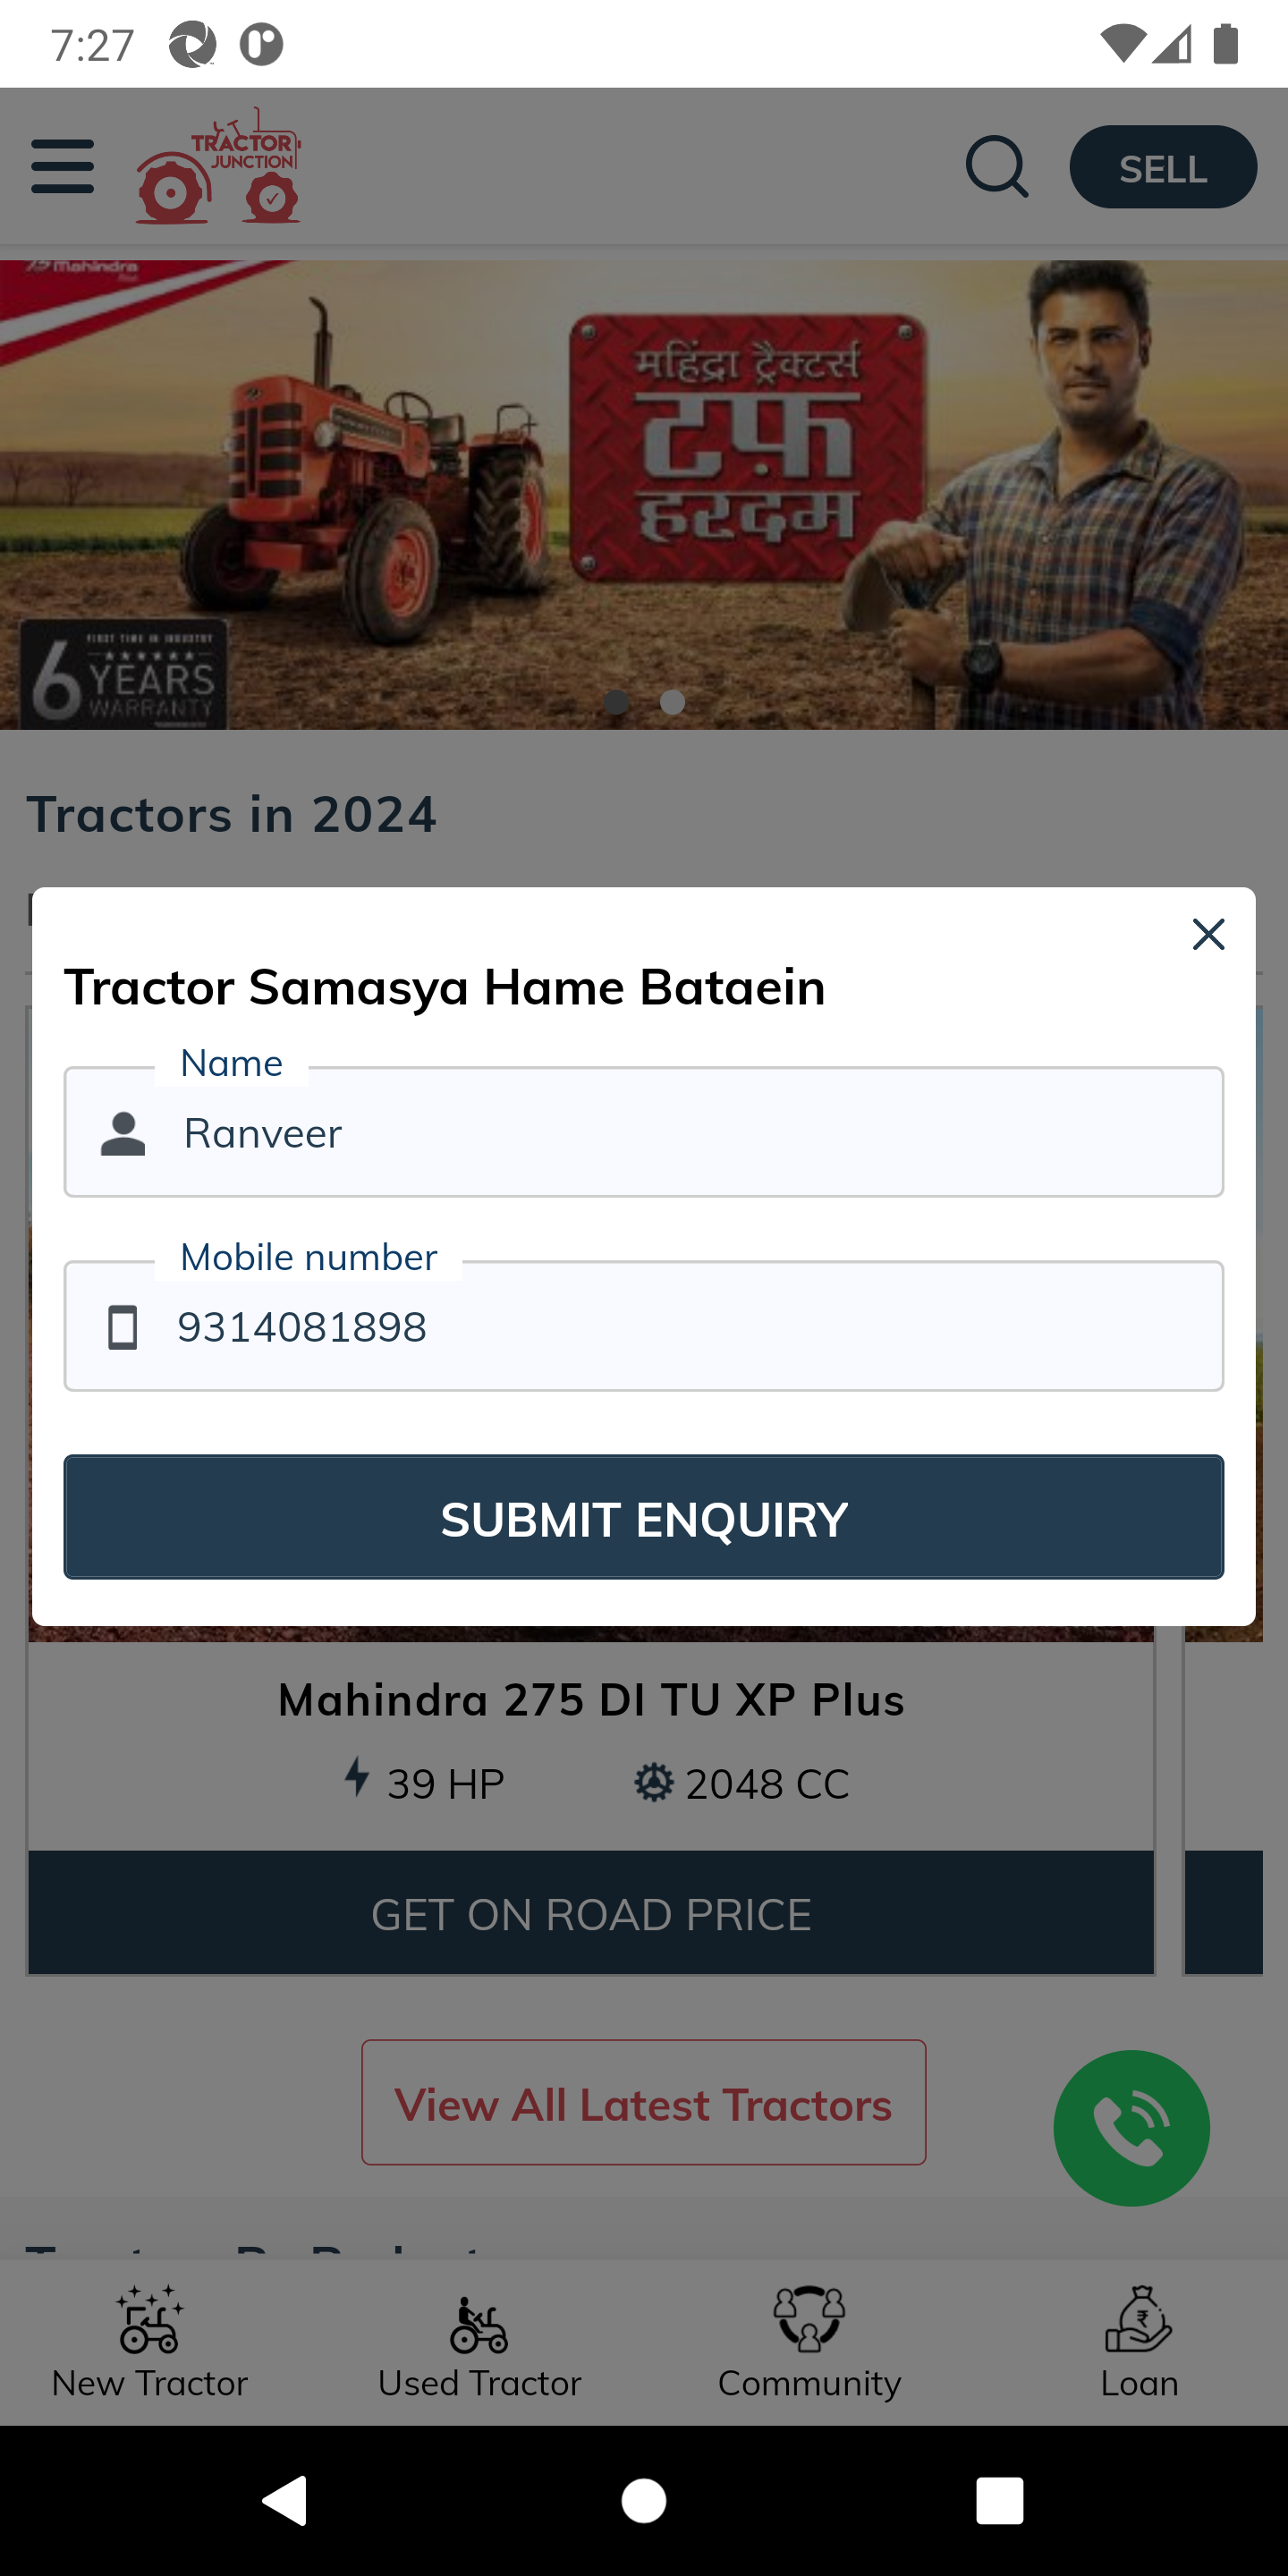 7:27
TRACTOR
JUNCTION
SELL
Mahindra
महिंद्रा ट्रैक्टर्स
टफ़
हरदम
FIRST TIME IN INDUSTRY
6 YEARS
WARRANTY
Tractors in 2024
Tractor Samasya Hame Bataein
Name
Ranveer
Mobile number
9314081898
SUBMIT ENQUIRY
Mahindra 275 DI TU XP Plus
39 HP 2048 CC
GET ON ROAD PRICE
View All Latest Tractors
New Tractor Used Tractor Community Loan